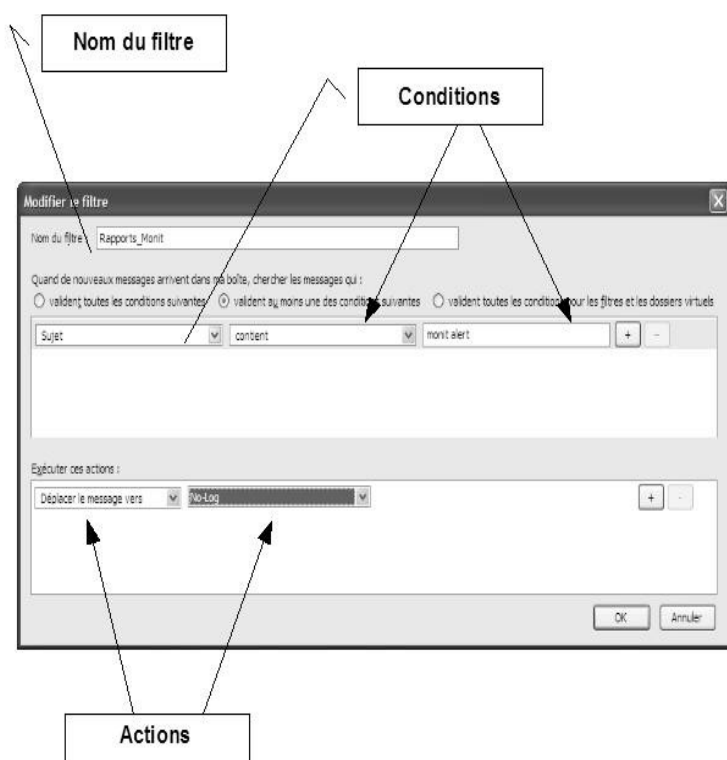 Nom du filtre
Conditions
Modifier le filtre
Nom du filtre : Rapports_Monit
Quand de nouveaux messages arrivent dans ma boîte, chercher les messages qui :
valident toutes les conditions suivantes valident au moins une des conditions suivantes valident toutes les conditions pour les filtres et les dossiers virtuels
Sujet content monit alert + -
Exécuter ces actions :
Déplacer le message vers No-Log + -
OK Annuler
Actions